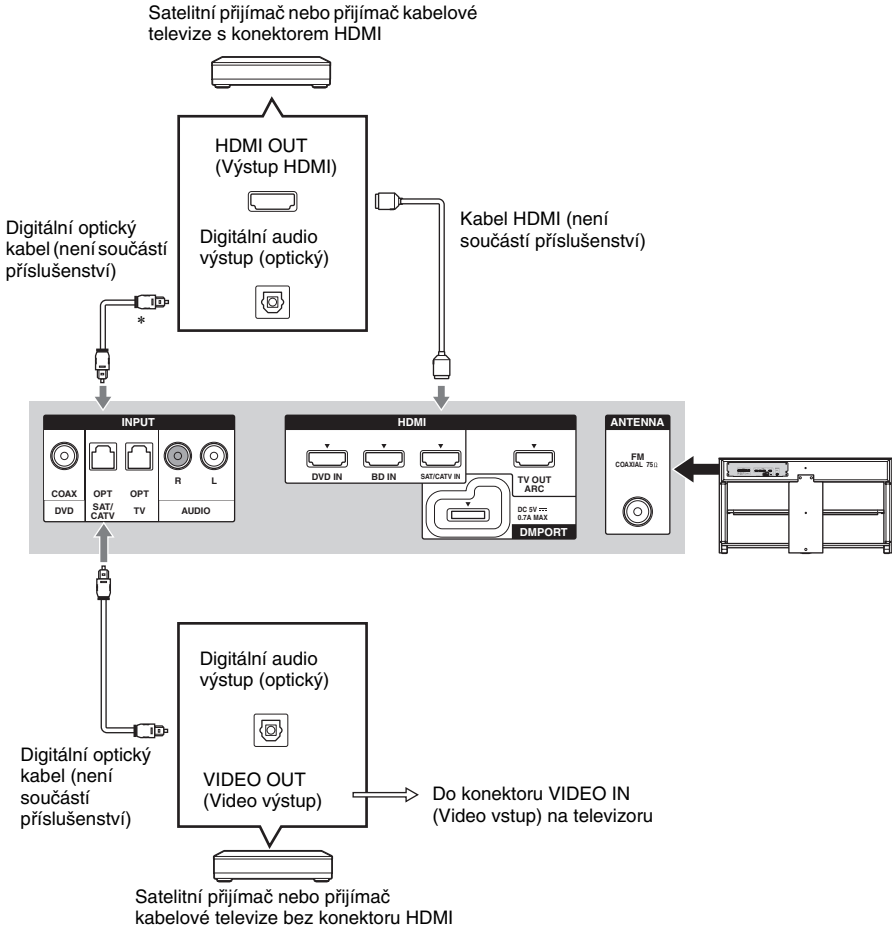 Satelitní přijímač nebo přijímač kabelové
televize s konektorem HDMI
HDMI OUT
(Výstup HDMI)
Digitální optický
kabel (není součástí
příslušenství)
Digitální audio
výstup (optický)
Kabel HDMI (není
součástí příslušenství)
*
INPUT
HDMI
ANTENNA
R
L
COAX
OPT
OPT
DVD
SAT/
CATV
TV
AUDIO
DVD IN
BD IN
SAT/CATV IN
TV OUT
ARC
DC 5V
0.7A MAX
DMPORT
FM
COAXIAL 75Ω
Digitální audio
výstup (optický)
Digitální optický
kabel (není
součástí
příslušenství)
VIDEO OUT
(Video výstup)
Do konektoru VIDEO IN
(Video vstup) na televizoru
Satelitní přijímač nebo přijímač
kabelové televize bez konektoru HDMI